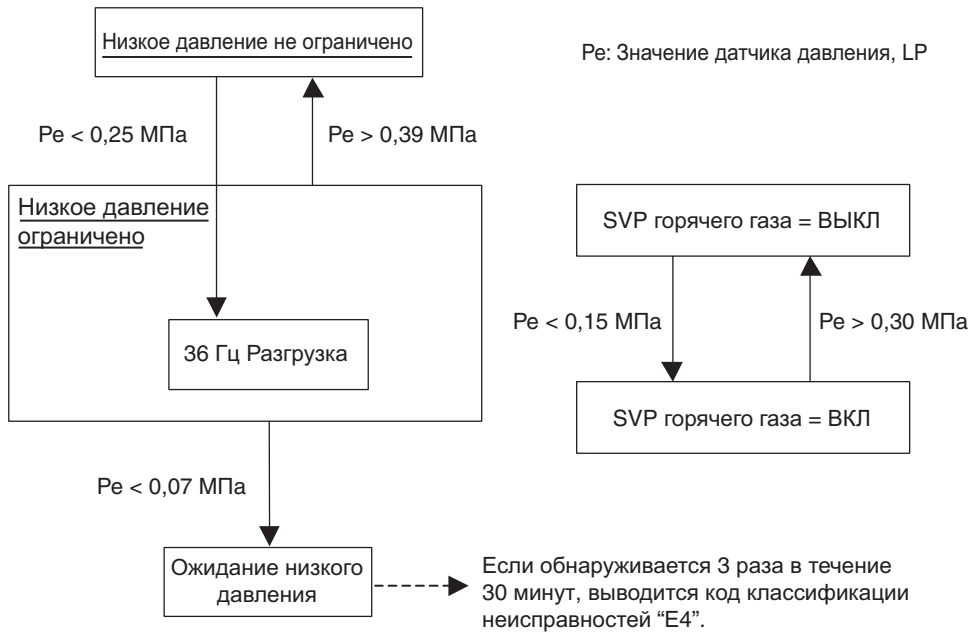 Низкое давление не ограничено
Pe: Значение датчика давления, LP
Pe < 0,25 МПа
Pe > 0,39 МПа
Низкое давление
ограничено
36 Гц Разгрузка
Pe < 0,07 МПа
Ожидание низкого
давления
Если обнаруживается 3 раза в течение
30 минут, выводится код классификации
неисправностей “E4”.
SVP горячего газа = ВЫКЛ
Pe < 0,15 МПа
Pe > 0,30 МПа
SVP горячего газа = ВКЛ